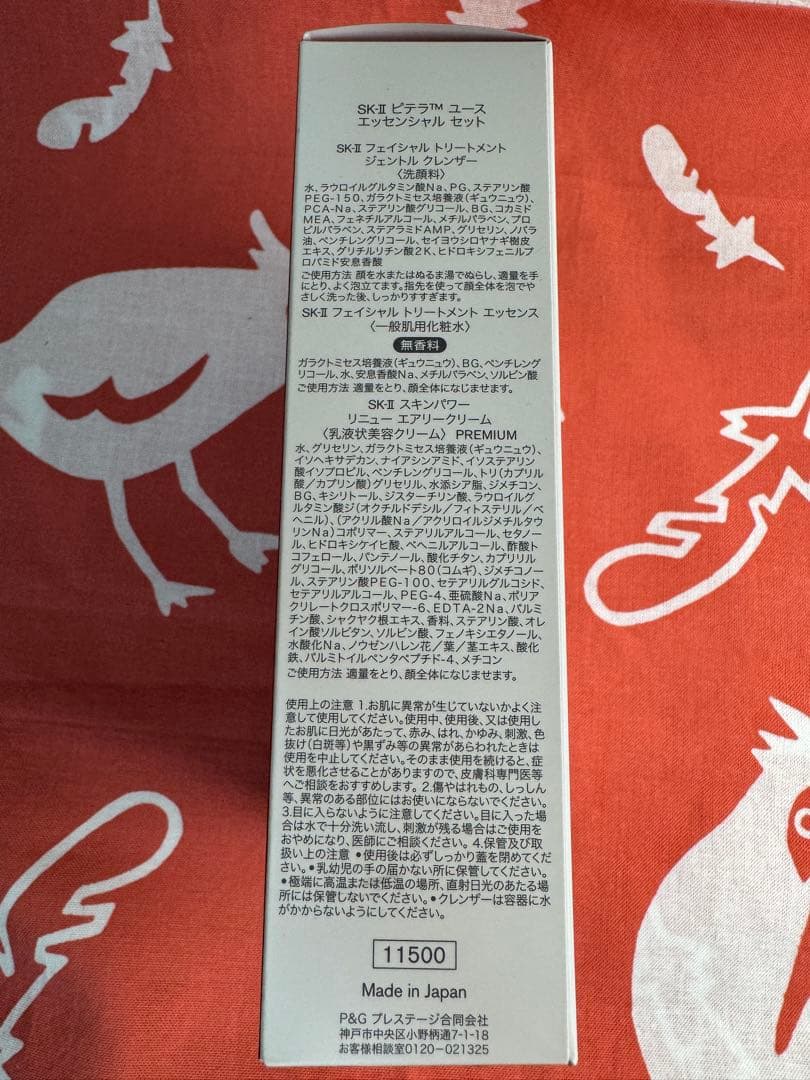 SK-Ⅱ ピテラ™ ユース
エッセンシャル セット
SK-Ⅱ フェイシャル トリートメント
ジェントル クレンザー
〈洗顔料〉
水、ラウロイルグルタミン酸Na、PG、ステアリン酸
PEG-150、ガラクトミセス培養液(ギュウニュウ)、
PCA-Na、ステアリン酸グリコール、BG、コカミド
MEA、フェネチルアルコール、メチルパラベン、プロ
ピルパラベン、ステアラミドAMP、グリセリン、ノバラ
油、ペンチレングリコール、セイヨウシロヤナギ樹皮
エキス、グリチルリチン酸2K、ヒドロキシフェニルプ
ロパミド安息香酸
ご使用方法 顔を水またはぬるま湯でぬらし、適量を手
にとり、よく泡立てます。指先を使って顔全体を泡でや
さしく洗った後、しっかりすすぎます。
SK-Ⅱ フェイシャル トリートメント エッセンス
〈一般肌用化粧水〉
無香料
ガラクトミセス培養液(ギュウニュウ)、BG、ペンチレング
リコール、水、安息香酸Na、メチルパラベン、ソルビン酸
ご使用方法 適量をとり、顔全体になじませます。
SK-Ⅱ スキンパワー
リニュー エアリークリーム
〈乳液状美容クリーム〉 PREMIUM
水、グリセリン、ガラクトミセス培養液(ギュウニュウ)、
イソヘキサデカン、ナイアシンアミド、イソステアリン
酸イソプロピル、ペンチレングリコール、トリ(カプリル
酸/カプリン酸)グリセリル、水添シア脂、ジメチコン、
BG、キシリトール、ジスターチリン酸、ラウロイルグ
ルタミン酸ジ(オクチルドデシル/フィトステリル/ベ
ヘニル)、(アクリル酸Na/アクリロイルジメチルタウ
リンNa)コポリマー、ステアリルアルコール、セタノー
ル、ヒドロキシケイヒ酸、ベヘニルアルコール、酢酸ト
コフェロール、パンテノール、酸化チタン、カプリリル
グリコール、ポリソルベート80(コムギ)、ジメチコノー
ル、ステアリン酸PEG-100、セテアリルグルコシド、
セテアリルアルコール、PEG-4、亜硫酸Na、ポリア
クリレートクロスポリマー-6、EDTA-2Na、パルミ
チン酸、シャクヤク根エキス、香料、ステアリン酸、オレ
イン酸ソルビタン、ソルビン酸、フェノキシエタノール、
水酸化Na、ノウゼンハレン花/葉/茎エキス、酸化
鉄、パルミトイルペンタペプチド-4、メチコン
ご使用方法 適量をとり、顔全体になじませます。
使用上の注意 1.お肌に異常が生じていないかよく注
意して使用してください。使用中、使用後、又は使用し
たお肌に日光があたって、赤み、はれ、かゆみ、刺激、色
抜け(白斑等)や黒ずみ等の異常があらわれたときは
使用を中止してください。そのまま使用を続けると、症
状を悪化させることがありますので、皮膚科専門医等
へご相談をおすすめします。 2.傷やはれもの、しっしん
等、異常のある部位にはお使いにならないでください。
3.目に入らないように注意してください。目に入った場
合は水で十分洗い流し、刺激が残る場合はご使用を
おやめになり、医師にご相談ください。 4.保管及び取
扱い上の注意 ●使用後は必ずしっかり蓋を閉めてくだ
さい。●乳幼児の手の届かない所に保管してください。
●極端に高温または低温の場所、直射日光のあたる場
所には保管しないでください。●クレンザーは容器に水
がかからないようにしてください。
11500
Made in Japan
P&G プレステージ合同会社
神戸市中央区小野柄通7-1-18
お客様相談室0120-021325